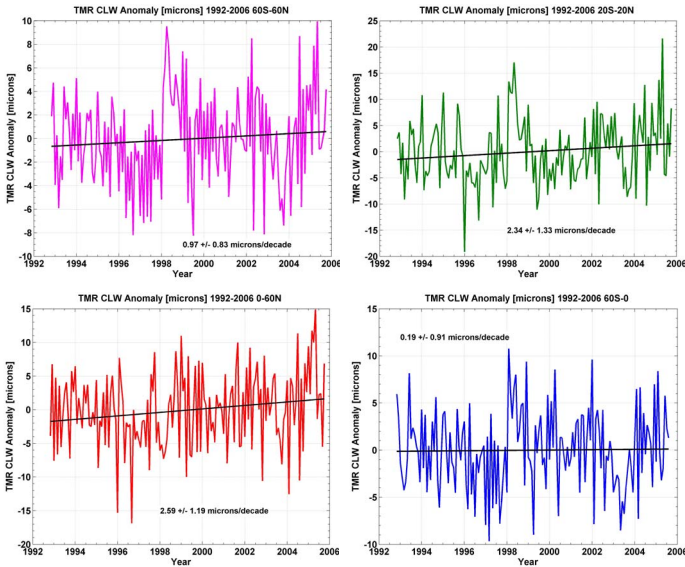 TMR CLW Anomaly [microns] 1992-2006 60S-60N
TMR CLW Anomaly [microns]
10
8
6
4
2
0
-2
-4
-6
-8
-10
0.97 +/- 0.83 microns/decade
1992 1994 1996 1998 2000 2002 2004 2006
Year
TMR CLW Anomaly [microns] 1992-2006 20S-20N
TMR CLW Anomaly [microns]
25
20
15
10
5
0
-5
-10
-15
-20
2.34 +/- 1.33 microns/decade
1992 1994 1996 1998 2000 2002 2004 2006
Year
TMR CLW Anomaly [microns] 1992-2006 0-60N
TMR CLW Anomaly [microns]
15
10
5
0
-5
-10
-15
-20
2.59 +/- 1.19 microns/decade
1992 1994 1996 1998 2000 2002 2004 2006
Year
TMR CLW Anomaly [microns] 1992-2006 60S-0
TMR CLW Anomaly [microns]
15
10
5
0
-5
-10
0.19 +/- 0.91 microns/decade
1992 1994 1996 1998 2000 2002 2004 2006
Year